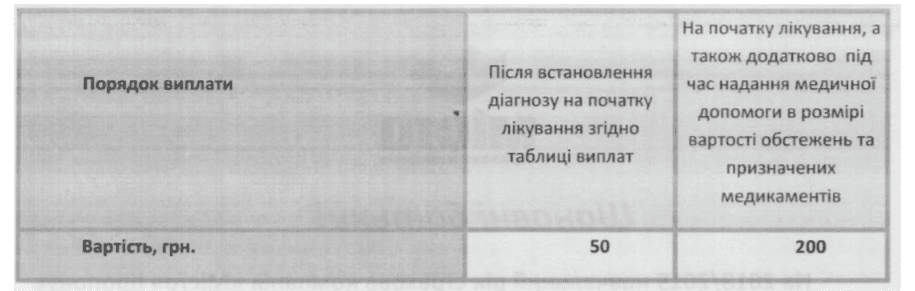 Порядок виплати
Після встановлення
діагнозу на початку
лікування згідно
таблиці виплат
На початку лікування, а
також додатково під
час надання медичної
допомоги в розмірі
вартості обстежень та
призначених
медикаментів
Вартість, грн.
50
200